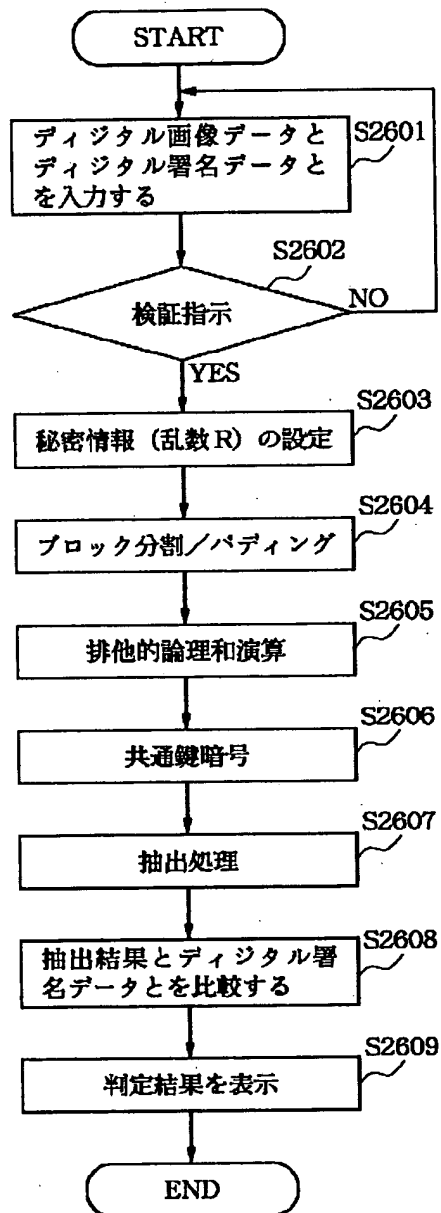 START
ディジタル画像データと
ディジタル署名データと
を入力する
S2601
S2602
検証指示
NO
YES
S2603
秘密情報（乱数R）の設定
S2604
ブロック分割／パディング
S2605
排他的論理和演算
S2606
共通鍵暗号
S2607
抽出処理
S2608
抽出結果とディジタル署
名データとを比較する
S2609
判定結果を表示
END